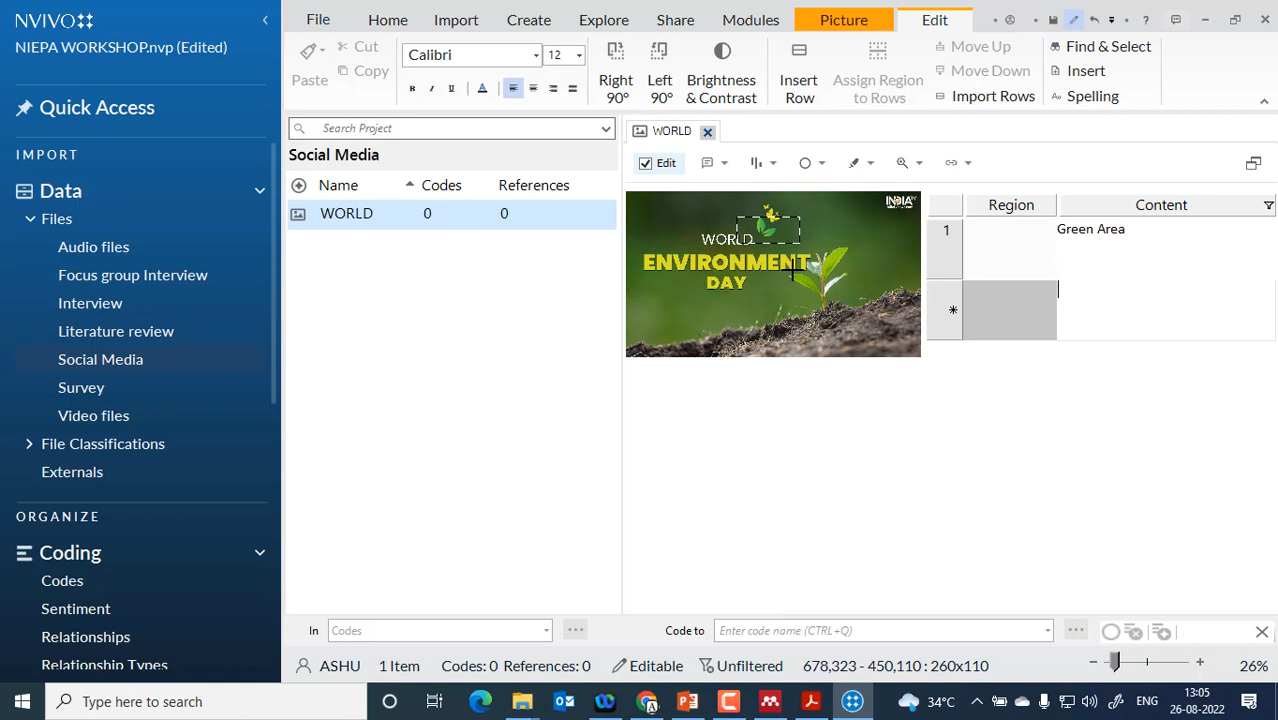 NVIVO
NIEPA WORKSHOP.nvp (Edited)
Quick Access
IMPORT
Data
Files
Audio files
Focus group Interview
Interview
Literature review
Social Media
Survey
Video files
File Classifications
Externals
ORGANIZE
Coding
Codes
Sentiment
Relationships
Relationship Types
File Home Import Create Explore Share Modules Picture Edit
Paste
Cut
Copy
Calibri 12
B I U A
Right 90°
Left 90°
Brightness & Contrast
Insert Row
Assign Region to Rows
Move Up
Move Down
Import Rows
Find & Select
Insert
Spelling
Search Project
Social Media
Name Codes References
WORLD 0 0
WORLD
Edit
INDIA
WORLD
ENVIRONMENT
DAY
Region Content
1 Green Area
*
In Codes
Code to Enter code name (CTRL+Q)
ASHU 1 Item Codes: 0 References: 0 Editable Unfiltered 678,323 - 450,110 : 260x110 26%
Type here to search
34°C
ENG
13:05
26-08-2022